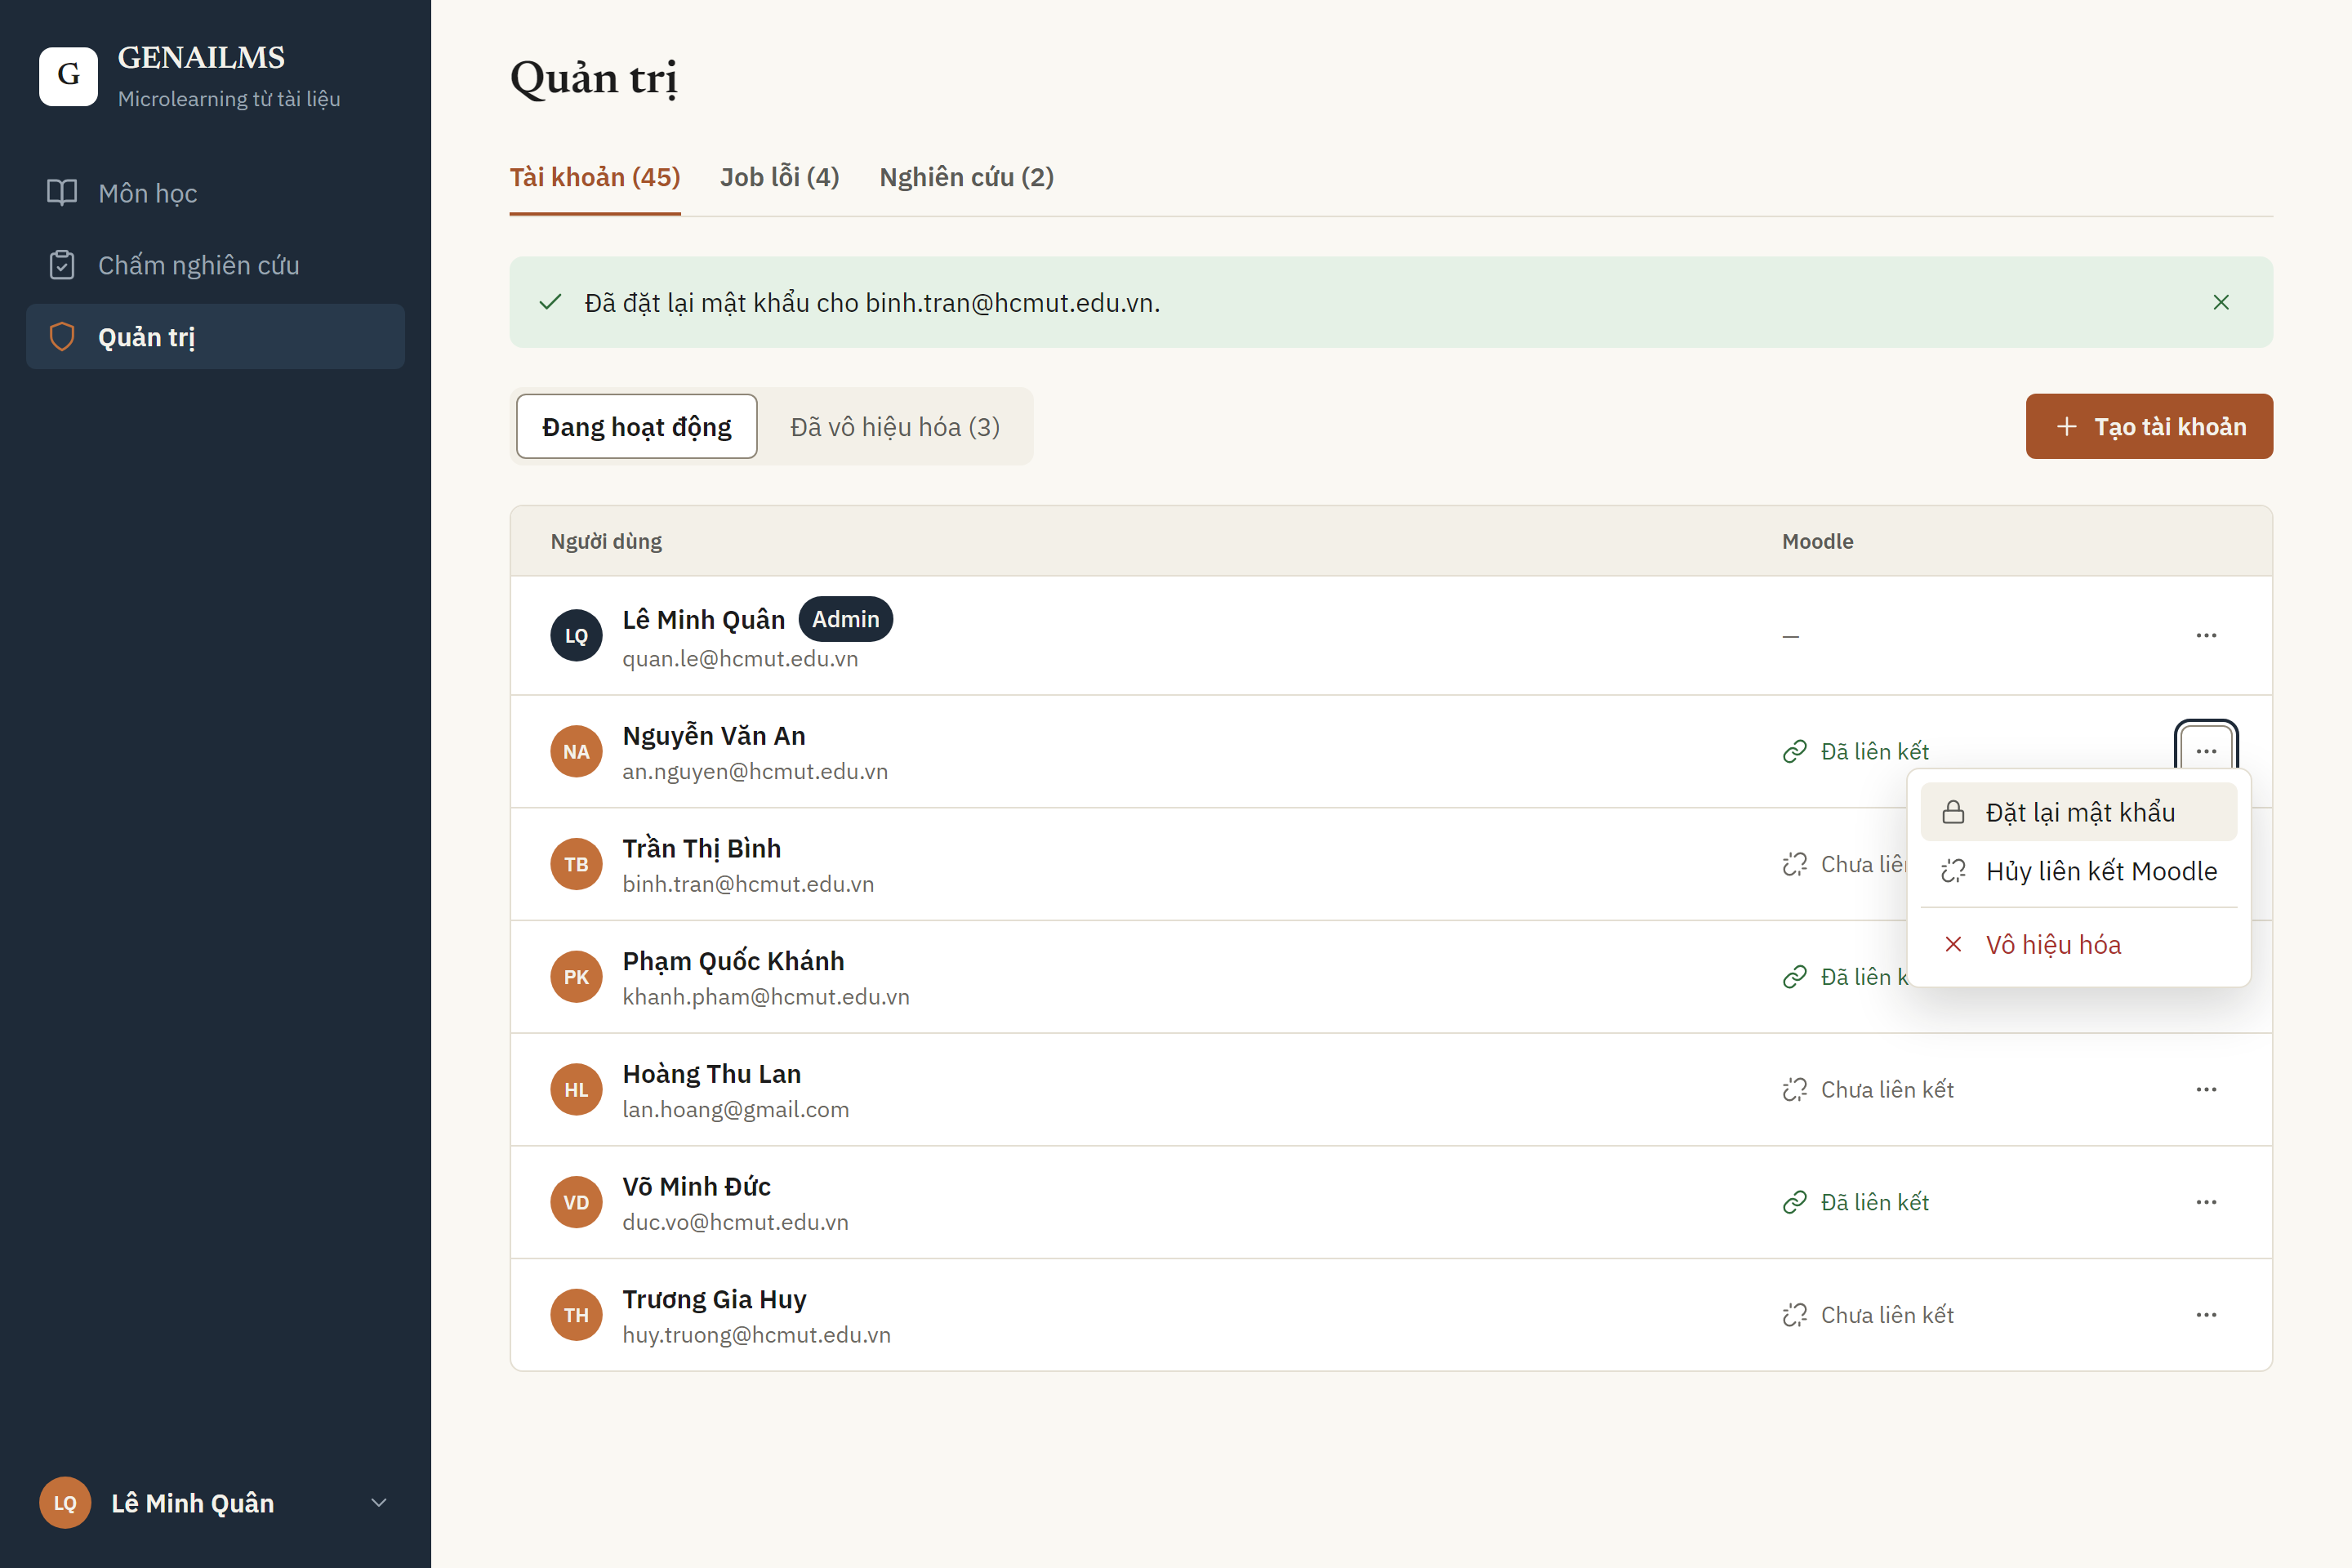 G
GENAILMS
Microlearning từ tài liệu
Môn học
Chấm nghiên cứu
Quản trị
LQ
Lê Minh Quân
Quản trị
Tài khoản (45)
Job lỗi (4)
Nghiên cứu (2)
Đã đặt lại mật khẩu cho binh.tran@hcmut.edu.vn.
Đang hoạt động
Đã vô hiệu hóa (3)
Tạo tài khoản
Người dùng
Moodle
LQ
Lê Minh Quân
Admin
quan.le@hcmut.edu.vn
—
NA
Nguyễn Văn An
an.nguyen@hcmut.edu.vn
Đã liên kết
Đặt lại mật khẩu
Hủy liên kết Moodle
Vô hiệu hóa
TB
Trần Thị Bình
binh.tran@hcmut.edu.vn
Chưa
PK
Phạm Quốc Khánh
khanh.pham@hcmut.edu.vn
Đã liên
HL
Hoàng Thu Lan
lan.hoang@gmail.com
Chưa liên kết
VD
Võ Minh Đức
duc.vo@hcmut.edu.vn
Đã liên kết
TH
Trương Gia Huy
huy.truong@hcmut.edu.vn
Chưa liên kết